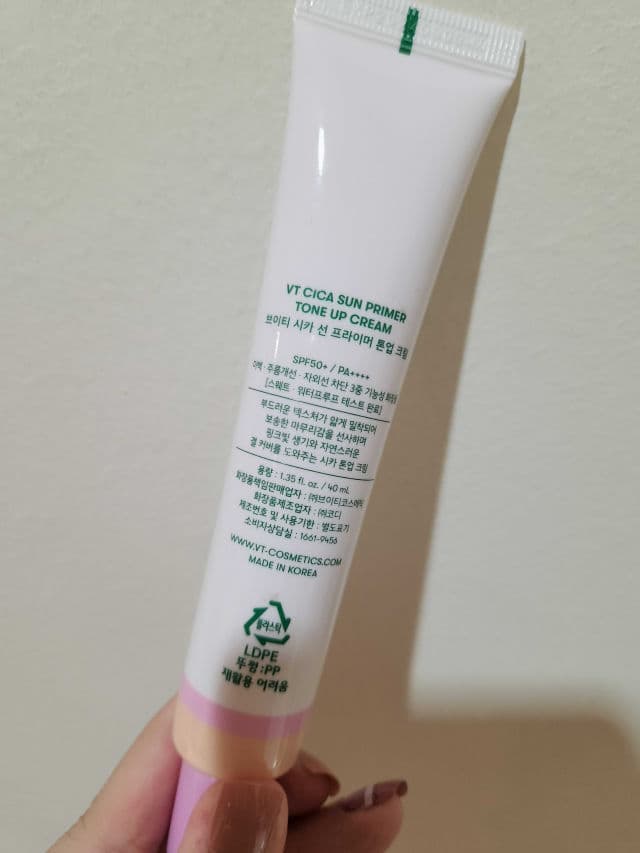 VT CICA SUN PRIMER
TONE UP CREAM
브이티 시카 선 프라이머 톤업 크림
SPF50+ / PA++++
미백 · 주름개선 · 자외선 차단 3중 기능성 화장품
[스웨트 · 워터프루프 테스트 완료]
부드러운 텍스처가 얇게 밀착되어
보송한 마무리감을 선사하며
핑크빛 생기와 자연스러운
결 커버를 도와주는 시카 톤업 크림
용량 : 1.35 fl. oz. / 40 mL
화장품책임판매업자 : ㈜브이티코스메틱
화장품제조업자 : ㈜코디
제조번호 및 사용기한 : 별도표기
소비자상담실 : 1661-9456
WWW.VT-COSMETICS.COM
MADE IN KOREA
플라스틱
LDPE
뚜껑:PP
재활용 어려움